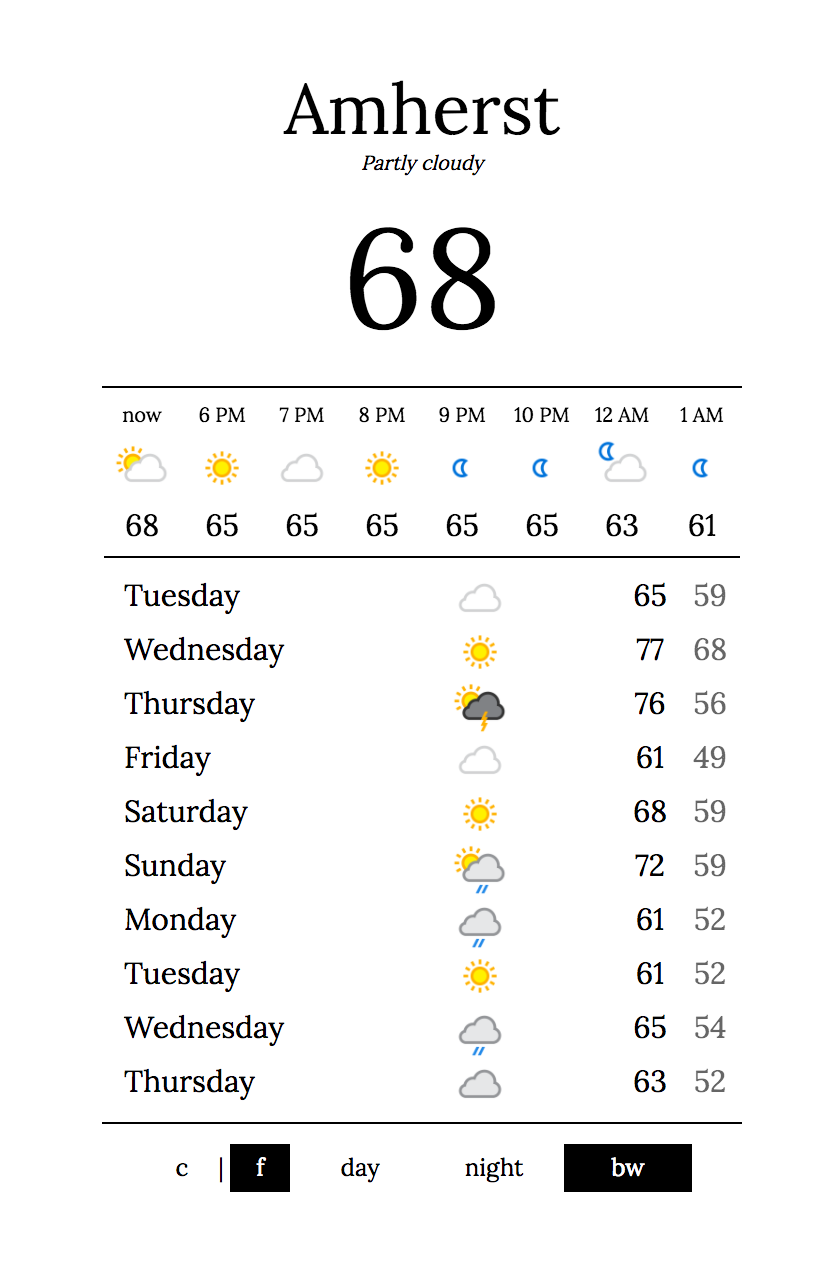 Amherst
Partly cloudy
68
now 6 PM 7 PM 8 PM 9 PM 10 PM 12 AM 1 AM
68 65 65 65 65 65 63 61
Tuesday 65 59
Wednesday 77 68
Thursday 76 56
Friday 61 49
Saturday 68 59
Sunday 72 59
Monday 61 52
Tuesday 61 52
Wednesday 65 54
Thursday 63 52
c | f day night bw